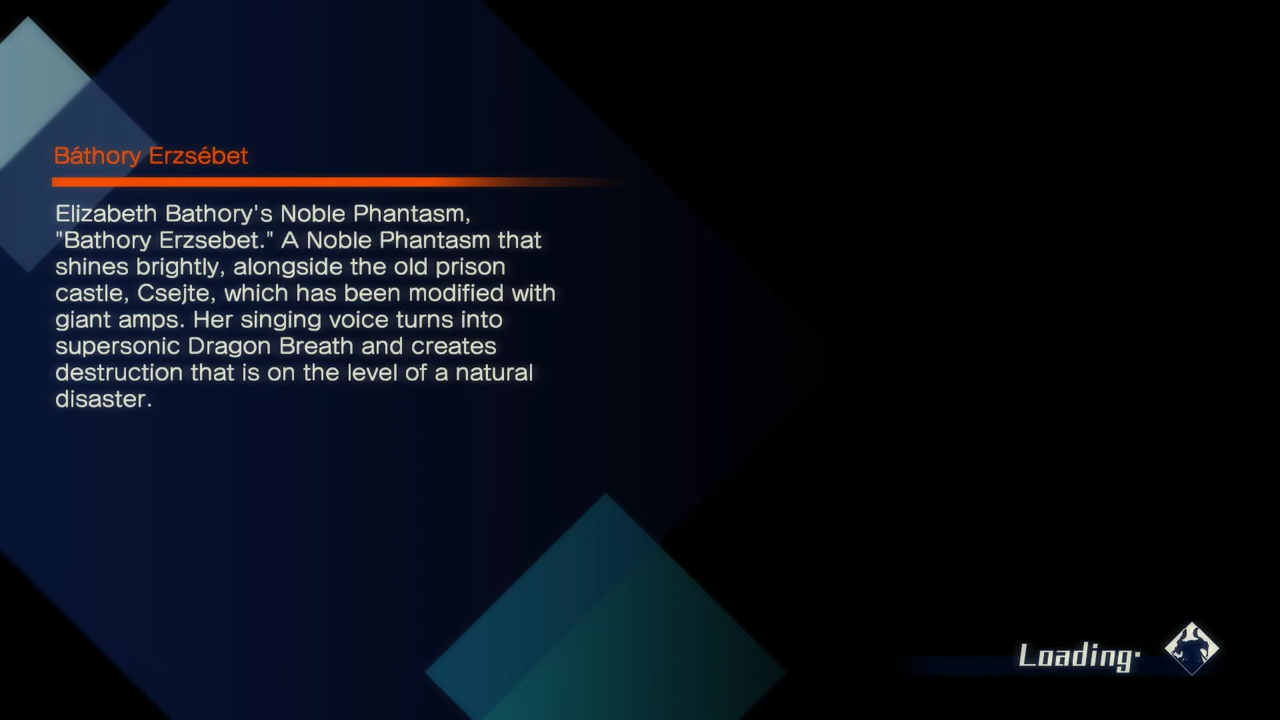 Báthory Erzsébet
Elizabeth Bathory's Noble Phantasm,
"Bathory Erzsebet." A Noble Phantasm that
shines brightly, alongside the old prison
castle, Csejte, which has been modified with
giant amps. Her singing voice turns into
supersonic Dragon Breath and creates
destruction that is on the level of a natural
disaster.
Loading·